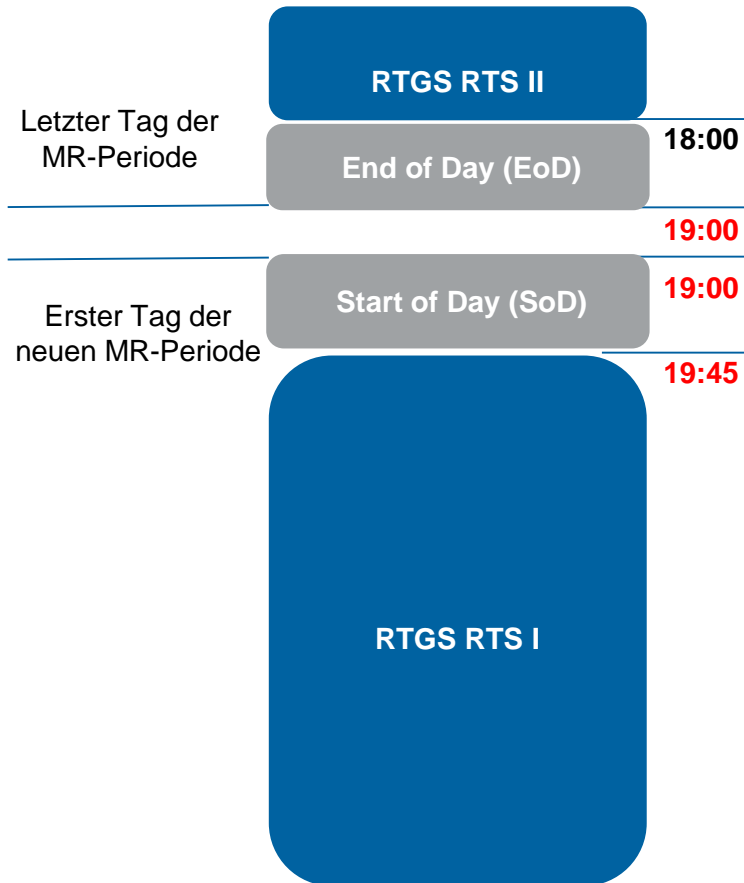 RTGS RTS II
Letzter Tag der
MR-Periode
18:00
End of Day (EoD)
19:00
19:00
Start of Day (SoD)
Erster Tag der
neuen MR-Periode
19:45
RTGS RTS I